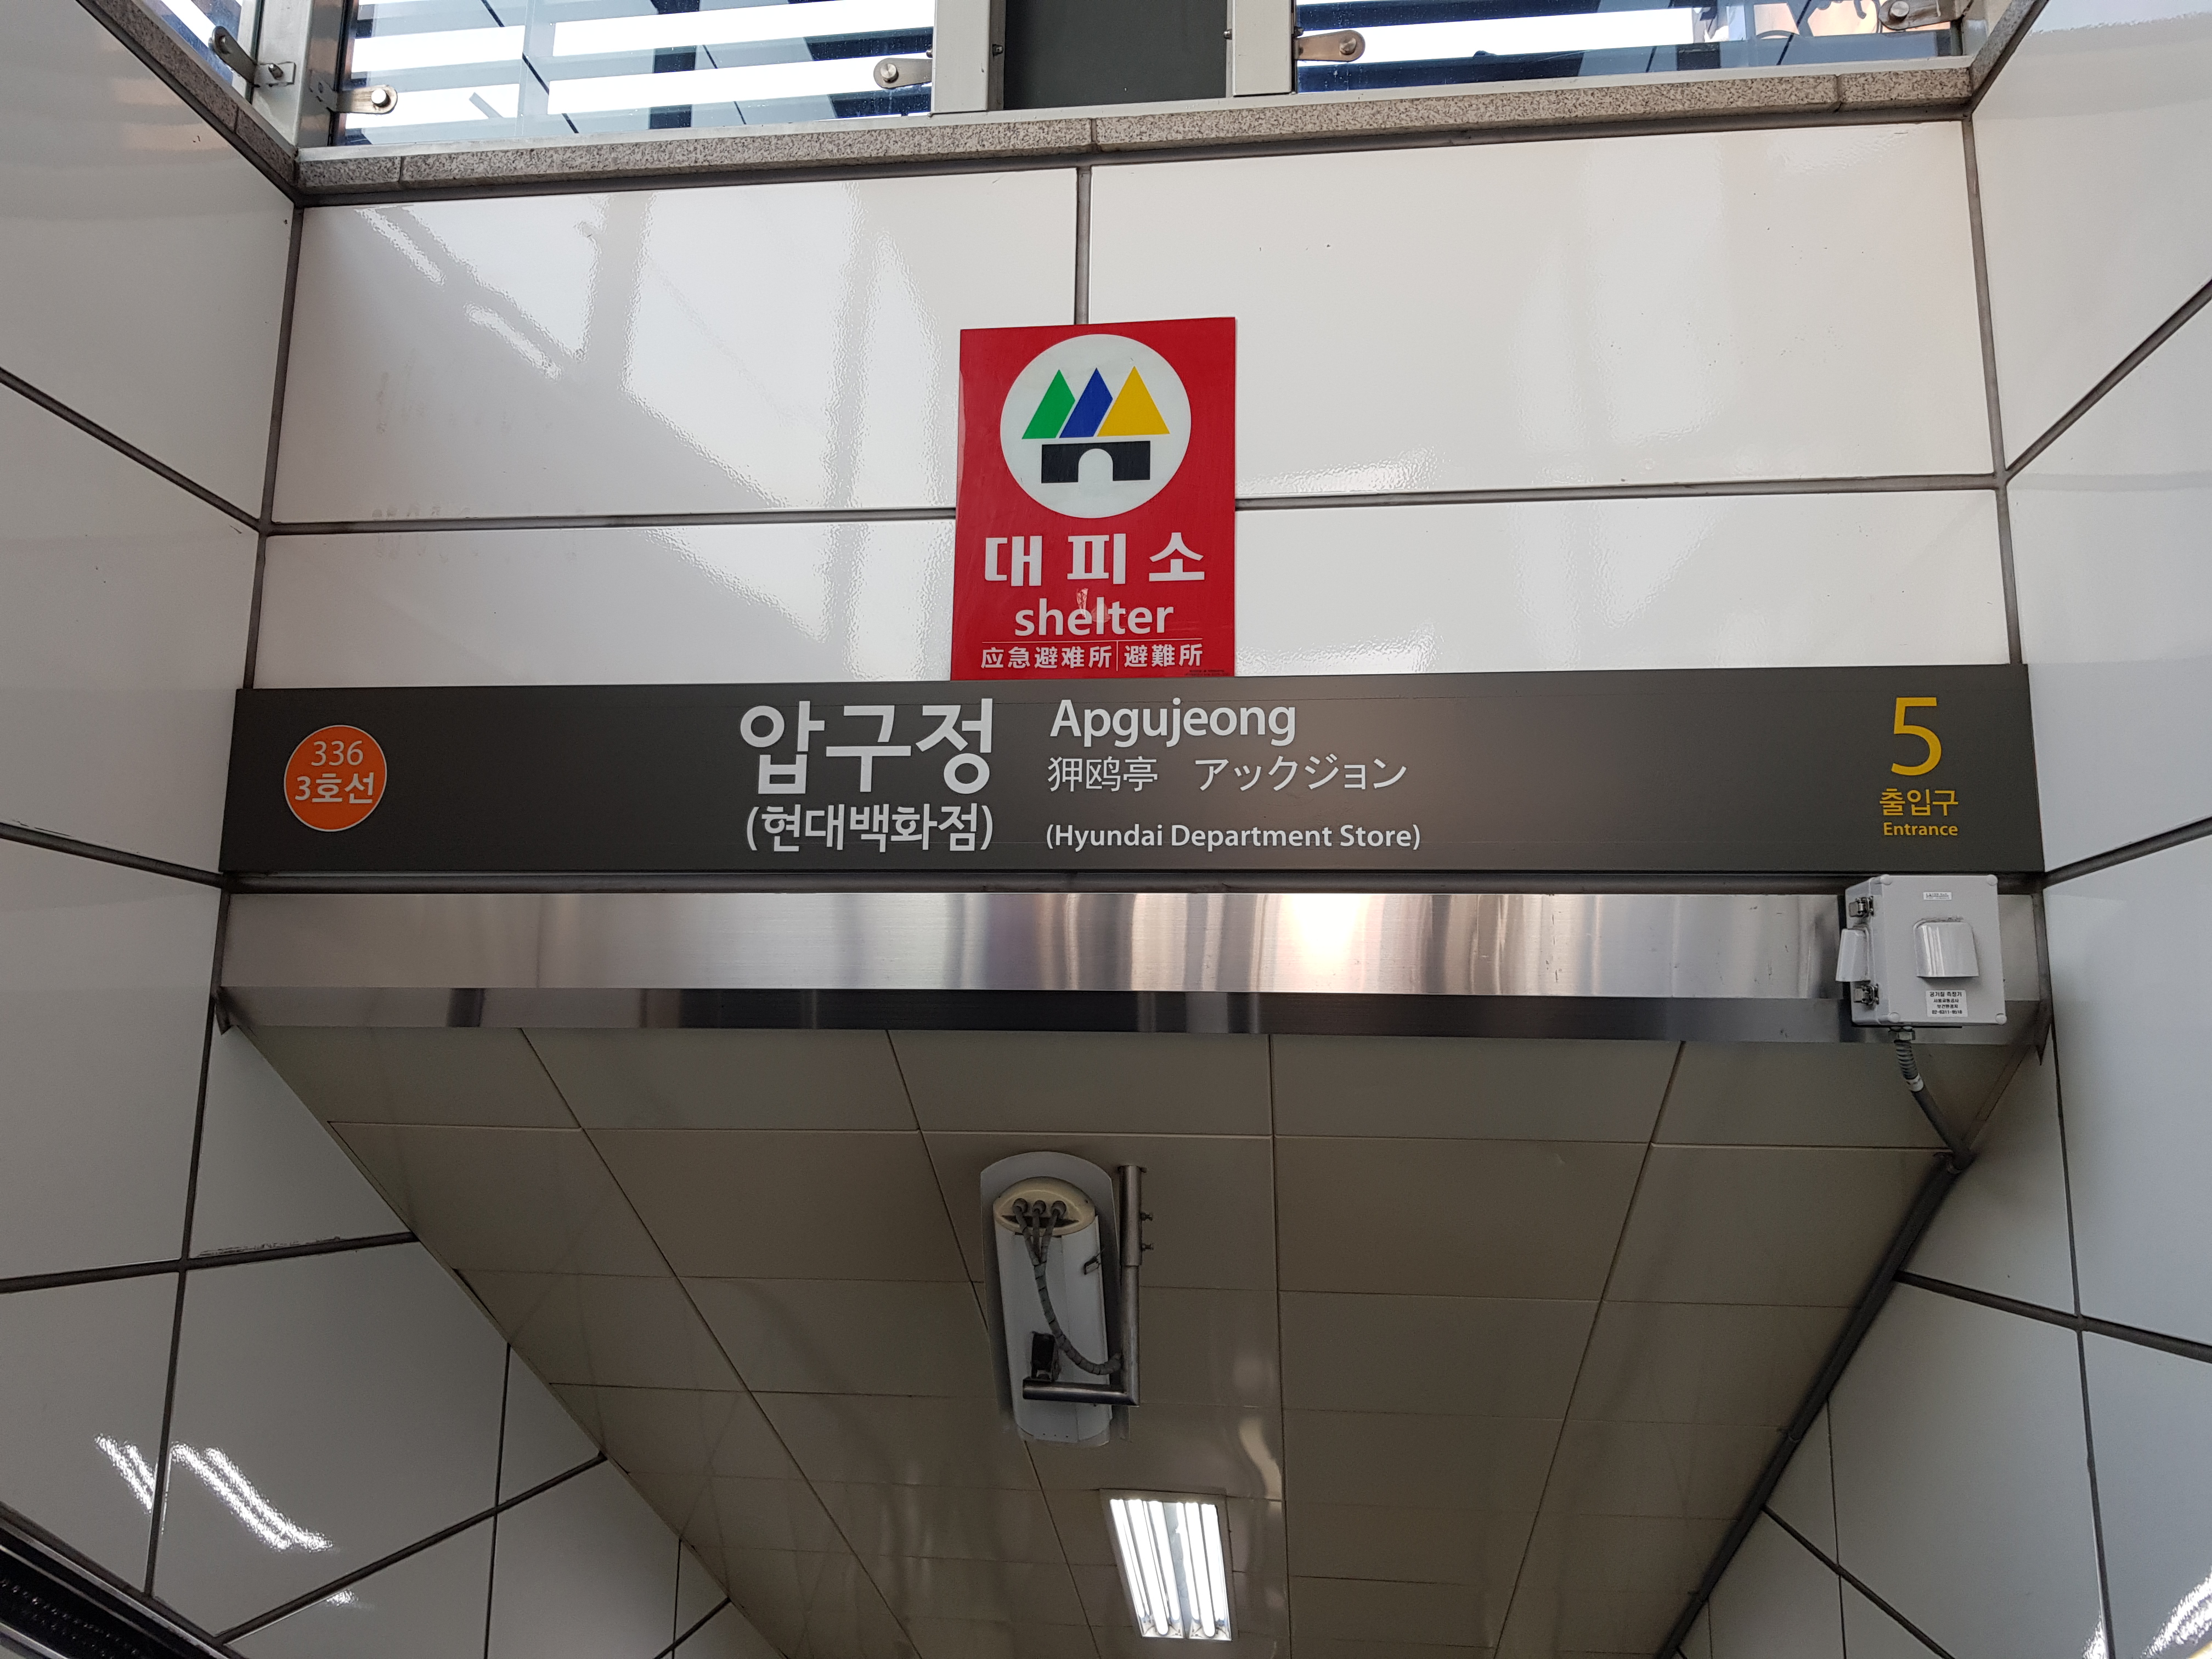 대피소
shelter
应急避难所 避難所
336
3호선
압구정
(현대백화점)
Apgujeong
狎鸥亭 アックジョン
(Hyundai Department Store)
5
출입구
Entrance